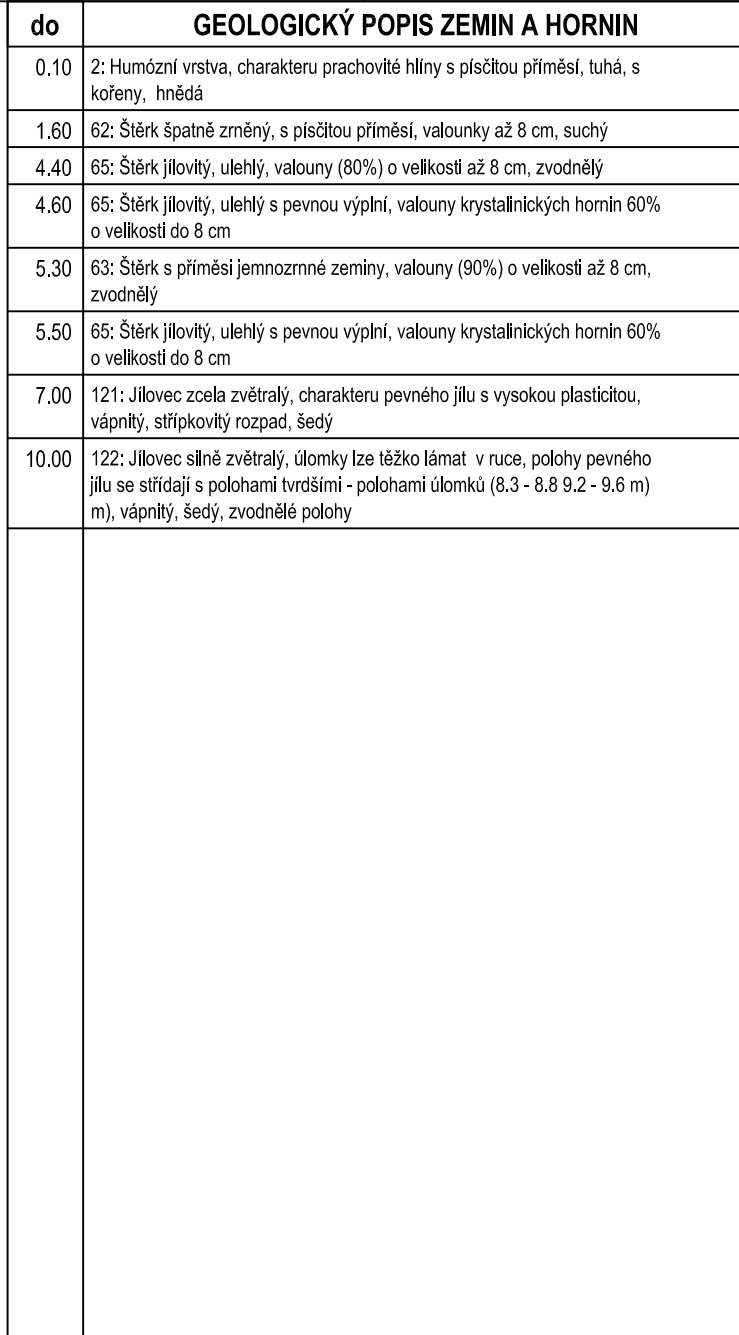 do GEOLOGICKÝ POPIS ZEMIN A HORNIN
0.10 2: Humózní vrstva, charakteru prachovité hlíny s písčitou příměsí, tuhá, s
kořeny, hnědá
1.60 62: Štěrk špatně zrněný, s písčitou příměsí, valounky až 8 cm, suchý
4.40 65: Štěrk jílovitý, ulehlý, valouny (80%) o velikosti až 8 cm, zvodnělý
4.60 65: Štěrk jílovitý, ulehlý s pevnou výplní, valouny krystalinických hornin 60%
o velikosti do 8 cm
5.30 63: Štěrk s příměsi jemnozrnné zeminy, valouny (90%) o velikosti až 8 cm,
zvodnělý
5.50 65: Štěrk jílovitý, ulehlý s pevnou výplní, valouny krystalinických hornin 60%
o velikosti do 8 cm
7.00 121: Jílovec zcela zvětralý, charakteru pevného jílu s vysokou plasticitou,
vápnitý, střípkovitý rozpad, šedý
10.00 122: Jílovec silně zvětralý, úlomky lze těžko lámat v ruce, polohy pevného
jílu se střídají s polohami tvrdšími - polohami úlomků (8.3 - 8.8 9.2 - 9.6 m)
m), vápnitý, šedý, zvodnělé polohy